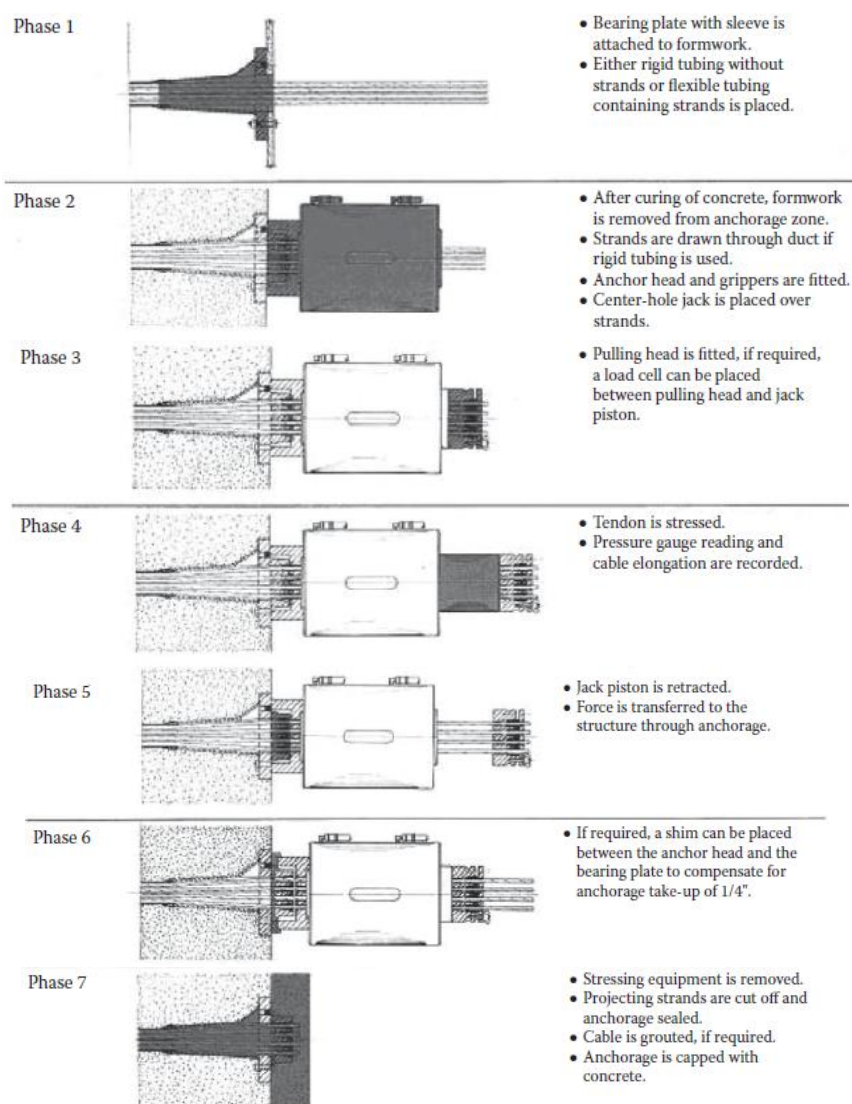 Phase 1
• Bearing plate with sleeve is
attached to formwork.
• Either rigid tubing without
strands or flexible tubing
containing strands is placed.
Phase 2
• After curing of concrete, formwork
is removed from anchorage zone.
• Strands are drawn through duct if
rigid tubing is used.
• Anchor head and grippers are fitted.
• Center-hole jack is placed over
strands.
Phase 3
• Pulling head is fitted, if required,
a load cell can be placed
between pulling head and jack
piston.
Phase 4
• Tendon is stressed.
• Pressure gauge reading and
cable elongation are recorded.
Phase 5
• Jack piston is retracted.
• Force is transferred to the
structure through anchorage.
Phase 6
• If required, a shim can be placed
between the anchor head and the
bearing plate to compensate for
anchorage take-up of 1/4".
Phase 7
• Stressing equipment is removed.
• Projecting strands are cut off and
anchorage sealed.
• Cable is grouted, if required.
• Anchorage is capped with
concrete.